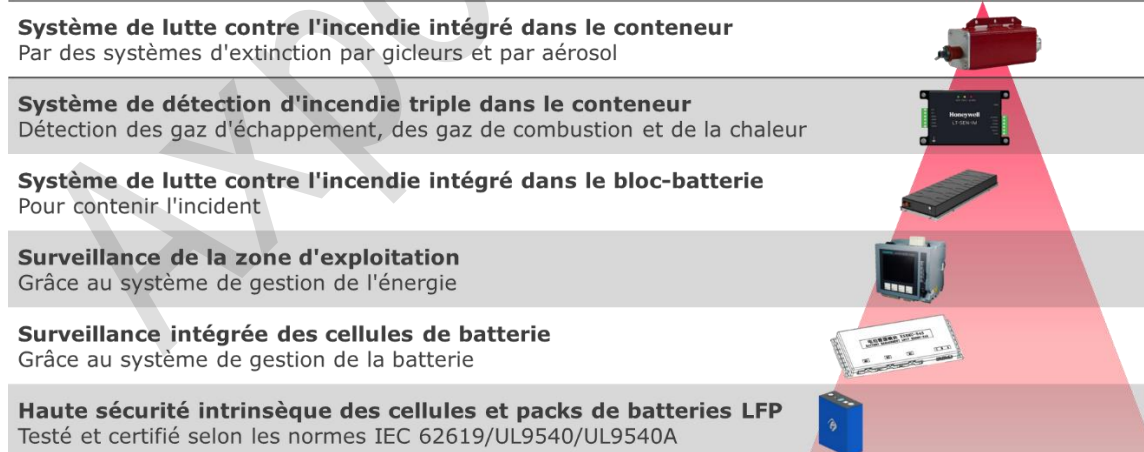 Système de lutte contre l'incendie intégré dans le conteneur
Par des systèmes d'extinction par gicleurs et par aérosol
Système de détection d'incendie triple dans le conteneur
Détection des gaz d'échappement, des gaz de combustion et de la chaleur
Honeywell
Système de lutte contre l'incendie intégré dans le bloc-batterie
Pour contenir l'incident
Surveillance de la zone d'exploitation
Grâce au système de gestion de l'énergie
Surveillance intégrée des cellules de batterie
Grâce au système de gestion de la batterie
Haute sécurité intrinsèque des cellules et packs de batteries LFP
Testé et certifié selon les normes IEC 62619/UL9540/UL9540A